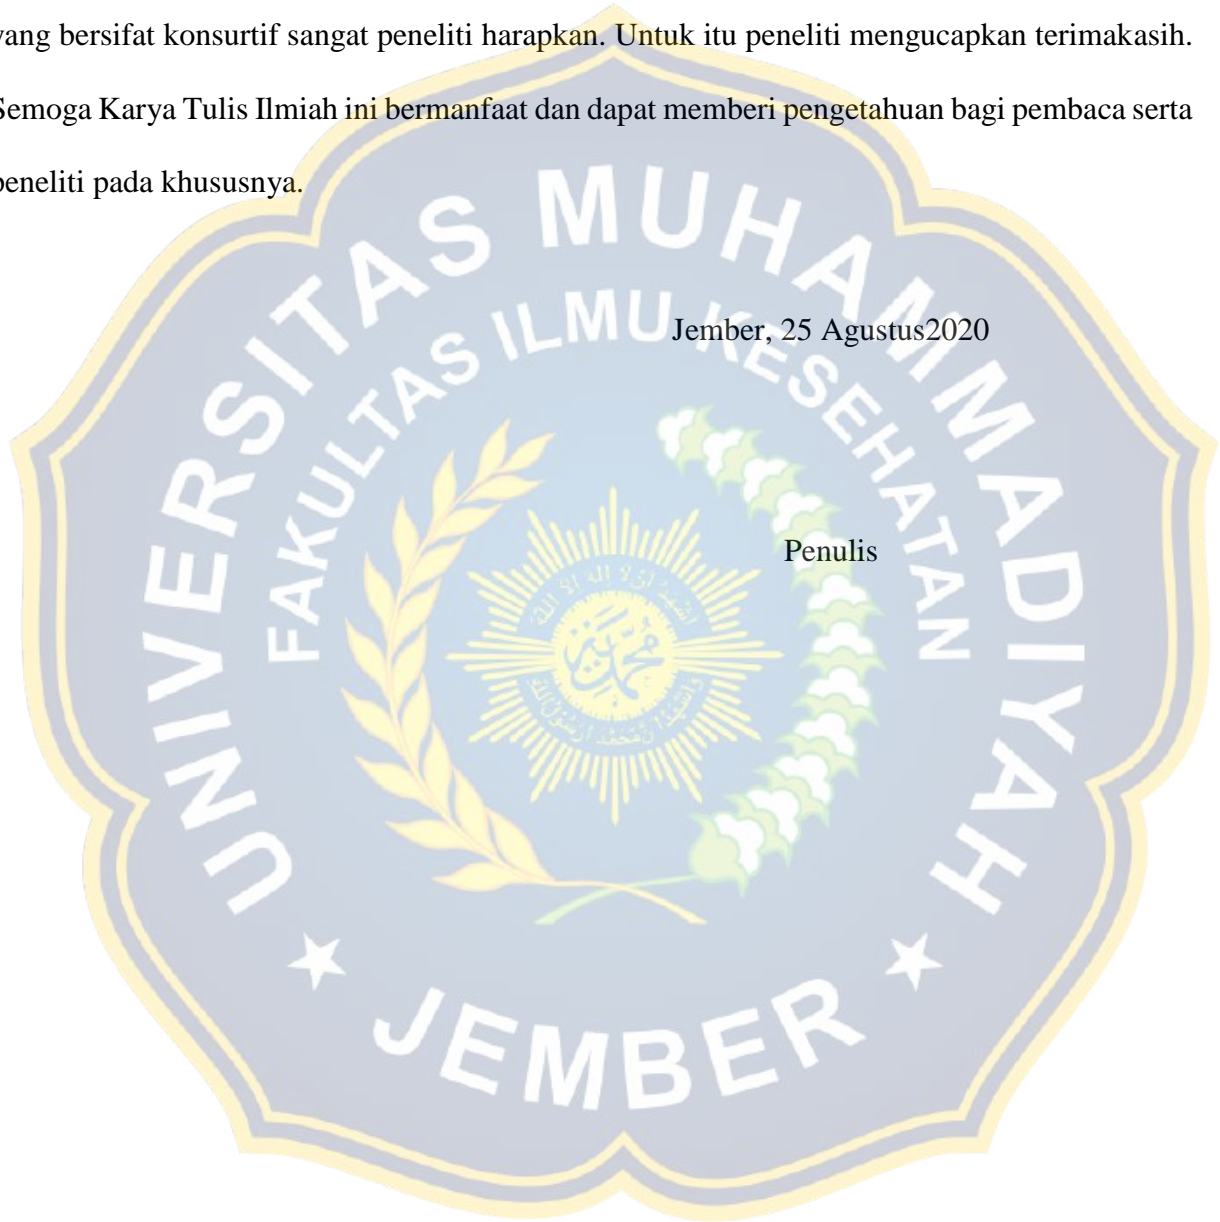 yang bersifat konsurtif sangat peneliti harapkan. Untuk itu peneliti mengucapkan terimakasih.
Semoga Karya Tulis Ilmiah ini bermanfaat dan dapat memberi pengetahuan bagi pembaca serta
peneliti pada khususnya.
Jember, 25 Agustus2020
Penulis
UNIVERSITAS MUHAMMADIYAH
FAKULTAS ILMU KESEHATAN
JEMBER
محمدية